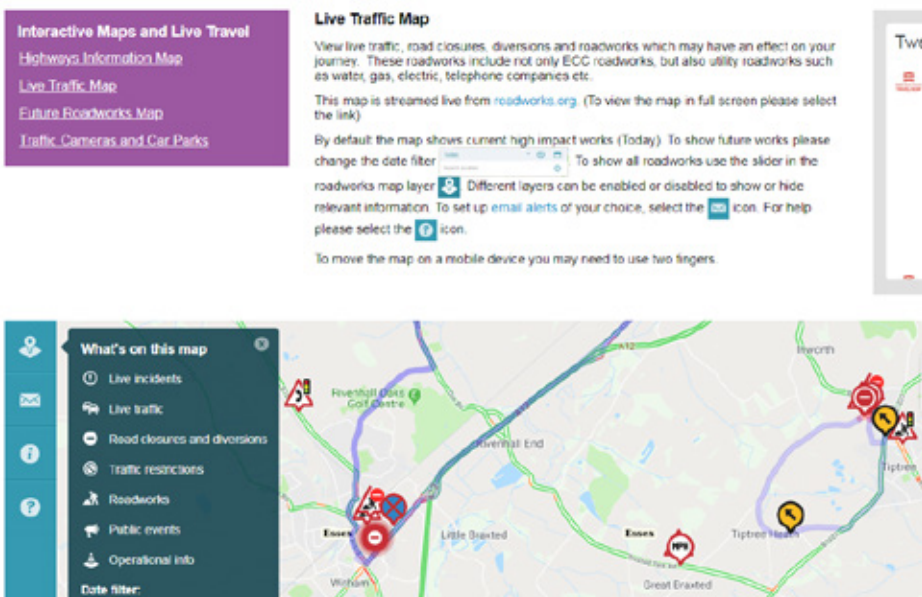 Interactive Maps and Live Travel
Highways Information Map
Live Traffic Map
Future Roadworks Map
Traffic Cameras and Car Parks
Live Traffic Map
View live traffic, road closures, diversions and roadworks which may have an effect on your
journey. These roadworks include not only ECC roadworks, but also utility roadworks such
as water, gas, electric, telephone companies etc.
This map is streamed live from roadworks.org. (To view the map in full screen please select
the link)
By default the map shows current high impact works (Today). To show future works please
change the date filter To show all roadworks use the slider in the
roadworks map layer Different layers can be enabled or disabled to show or hide
relevant information. To set up email alerts of your choice, select the icon. For help
please select the icon.
To move the map on a mobile device you may need to use two fingers.
Twe
What's on this map
Live incidents
Live traffic
Road closures and diversions
Traffic restrictions
Roadworks
Public events
Operational info
Date filter:
A12
Inworth
Rivenhall Oaks
Golf Centre
Rivenhall End
Tiptree
Essex
Little Braxted
Essex
MPH
Tiptree Heath
Witham
Great Braxted